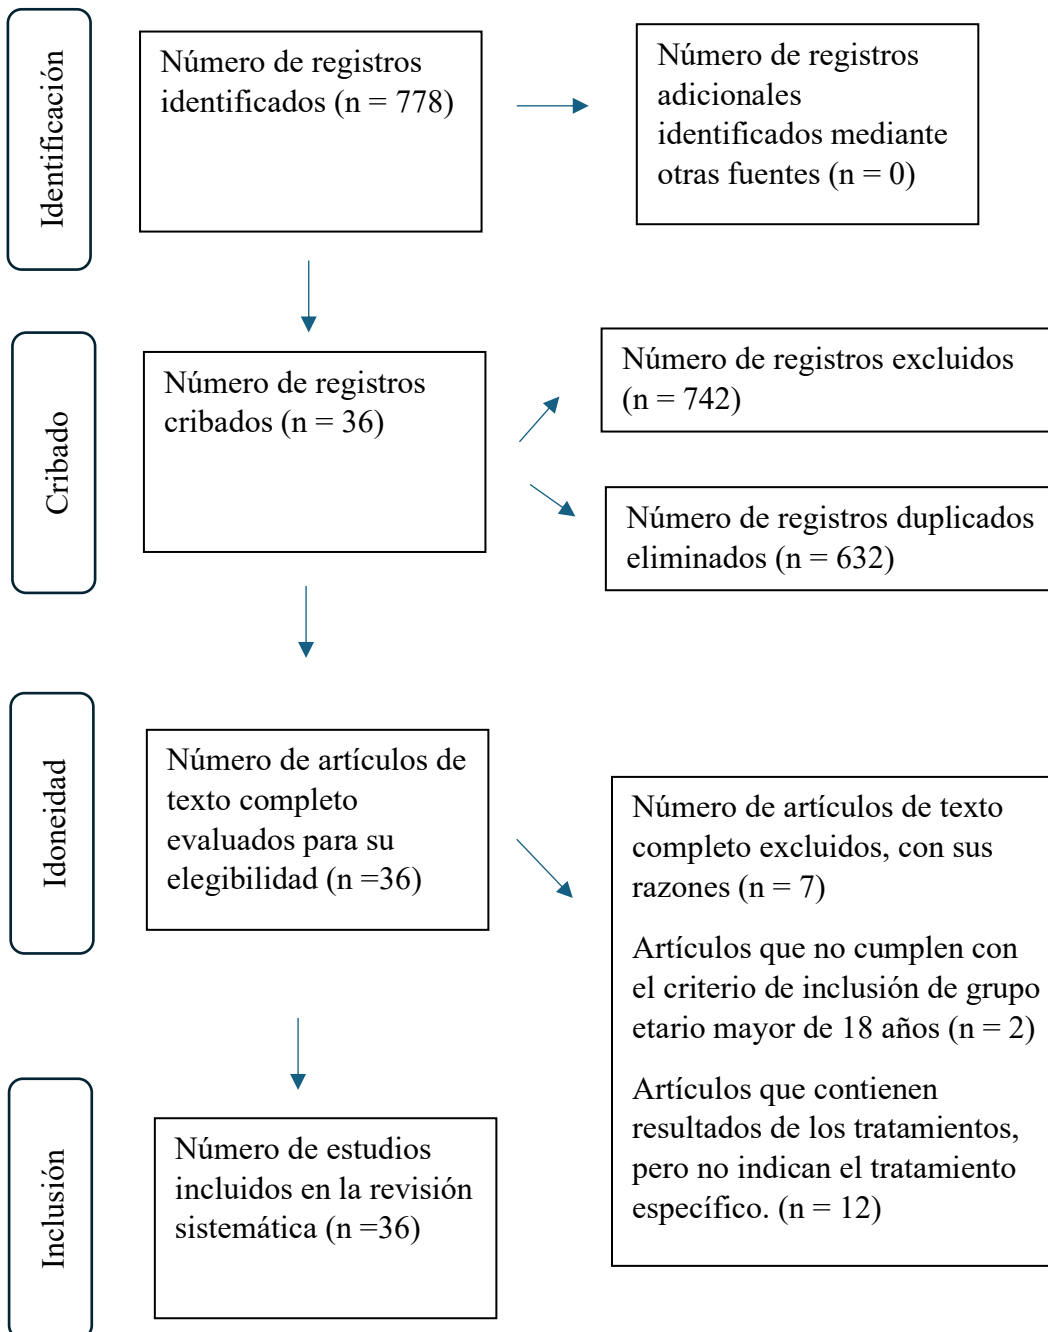 Identificación
Número de registros
identificados (n = 778)
Número de registros
adicionales
identificados mediante
otras fuentes (n = 0)
Cribado
Número de registros
cribados (n = 36)
Número de registros excluidos
(n = 742)
Número de registros duplicados
eliminados (n = 632)
Idoneidad
Número de artículos de
texto completo
evaluados para su
elegibilidad (n =36)
Número de artículos de texto
completo excluidos, con sus
razones (n = 7)
Artículos que no cumplen con
el criterio de inclusión de grupo
etario mayor de 18 años (n = 2)
Artículos que contienen
resultados de los tratamientos,
pero no indican el tratamiento
específico. (n = 12)
Inclusión
Número de estudios
incluidos en la revisión
sistemática (n =36)